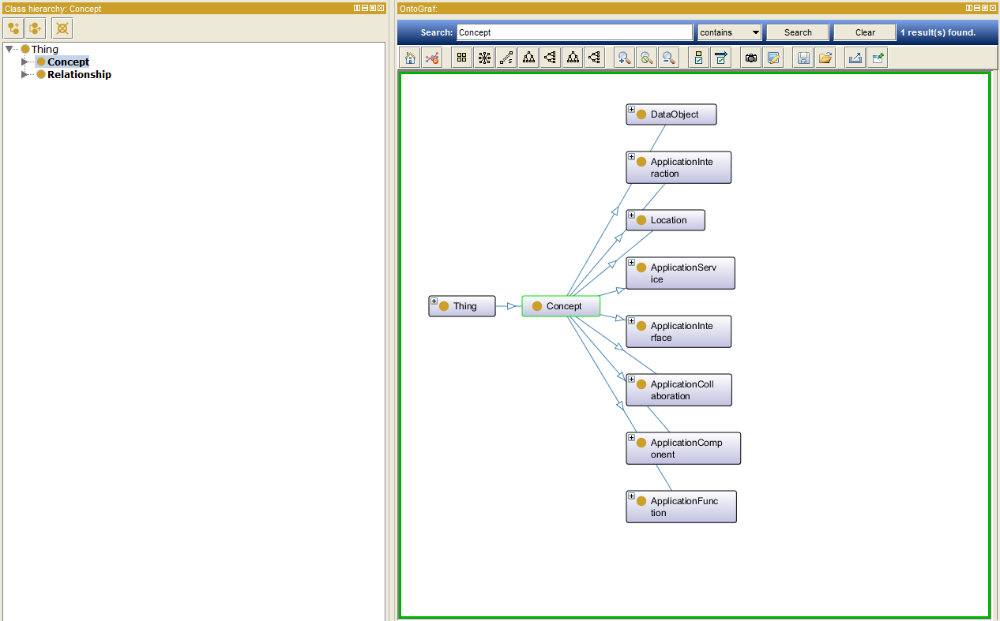 Class hierarchy: Concept
Thing
Concept
Relationship
OntoGraf:
Search: Concept contains Search Clear 1 result(s) found.
DataObject
ApplicationInte
raction
Location
ApplicationServ
ice
Thing
Concept
ApplicationInte
rface
ApplicationColl
aboration
ApplicationComp
onent
ApplicationFunc
tion